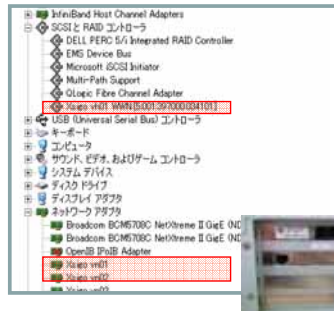 InfiniBand Host Channel Adapters
SCSI と RAID コントローラ
DELL PERC 5/i Integrated RAID Controller
EMS Device Bus
Microsoft iSCSI Initiator
Multi-Path Support
QLogic Fibre Channel Adapter
Xsigo vh01 WWN[5:001:397000:034101]
USB (Universal Serial Bus) コントローラ
キーボード
コンピュータ
サウンド、ビデオ、およびゲーム コントローラ
システム デバイス
ディスク ドライブ
ディスプレイ アダプタ
ネットワーク アダプタ
Broadcom BCM5708C NetXtreme II GigE (ND
Broadcom BCM5708C NetXtreme II GigE (ND
OpenIB IPoIB Adapter
Xsigo vn01
Xsigo vn02
Xsigo vn03